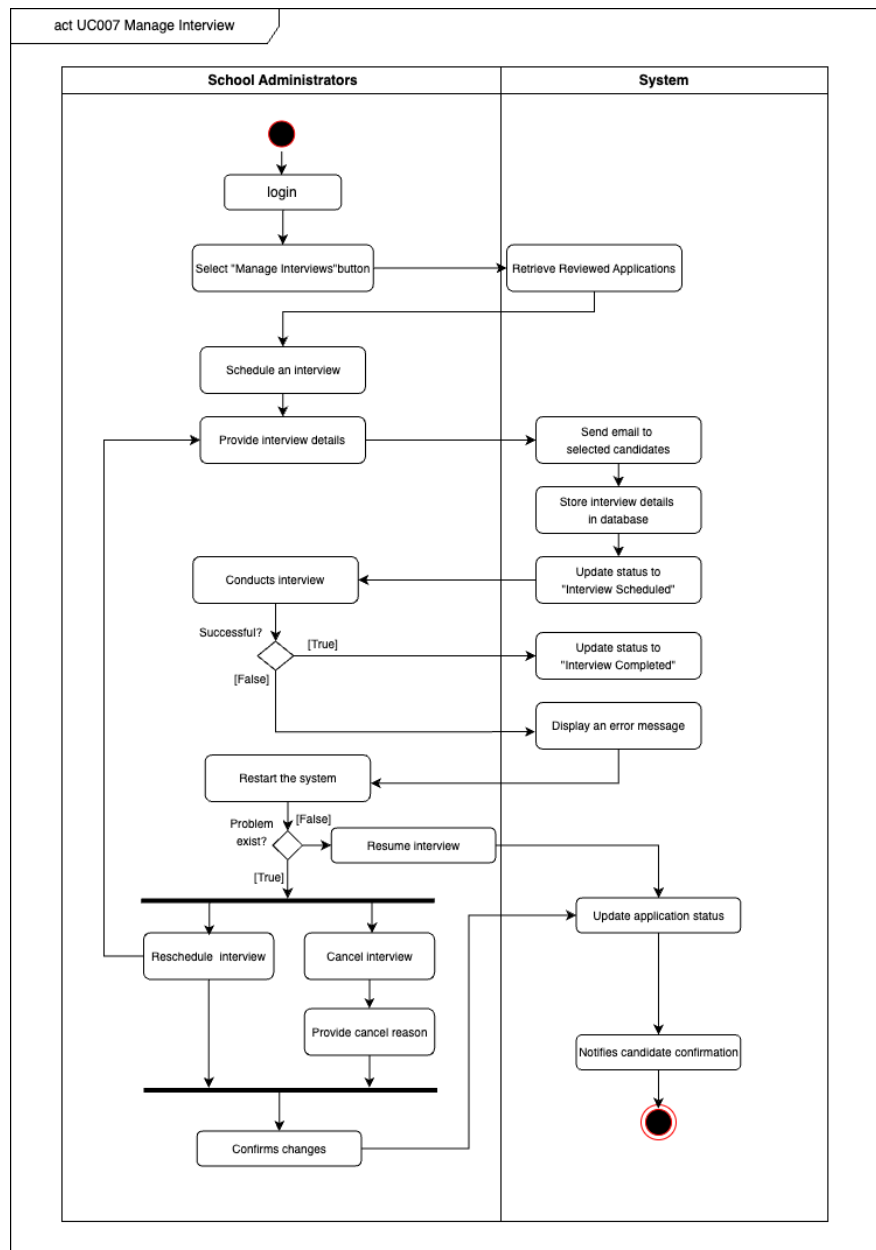 act UC007 Manage Interview
School Administrators
System
login
Select "Manage Interviews"button
Retrieve Reviewed Applications
Schedule an interview
Provide interview details
Send email to
selected candidates
Store interview details
in database
Conducts interview
Update status to
"Interview Scheduled"
Successful?
[True]
Update status to
"Interview Completed"
[False]
Display an error message
Restart the system
Problem
exist?
[False]
Resume interview
[True]
Update application status
Reschedule interview
Cancel interview
Provide cancel reason
Notifies candidate confirmation
Confirms changes